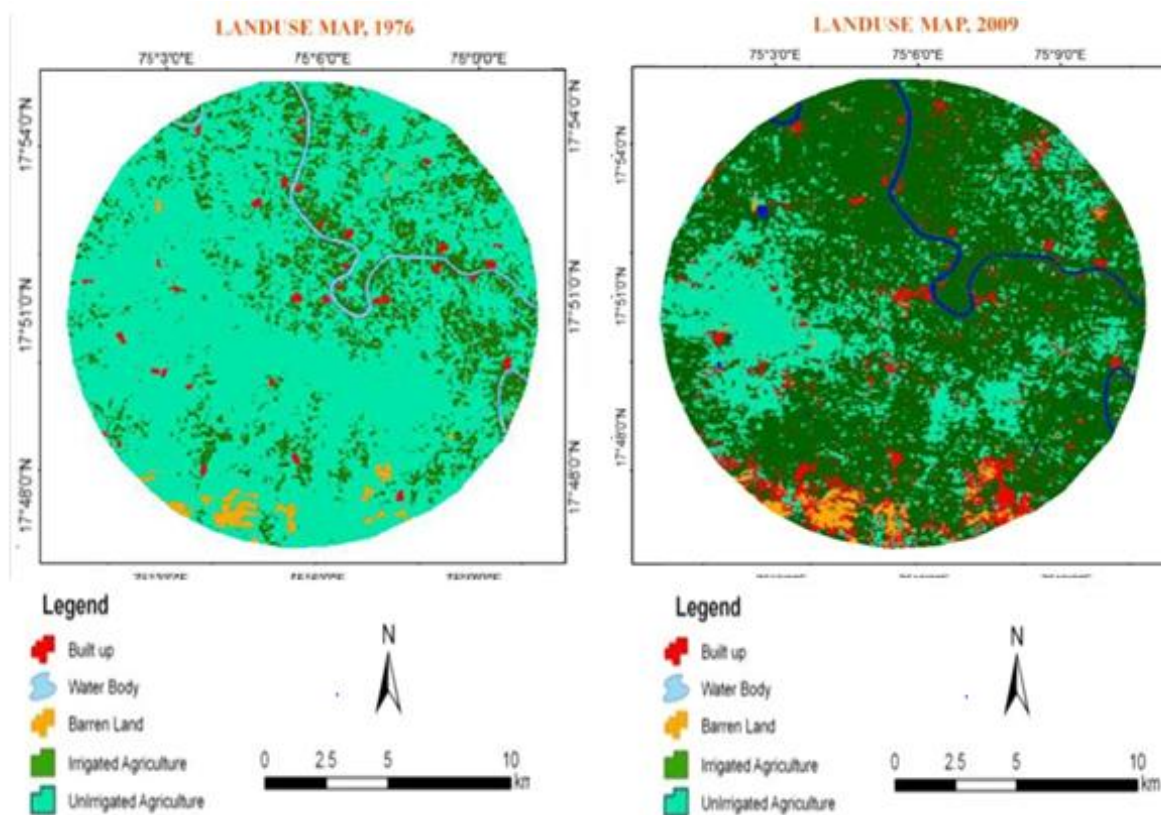 LANDUSE MAP, 1976
75°3'0"E 75°6'0"E 75°9'0"E
17°54'0"N 17°54'0"N
17°51'0"N 17°51'0"N
17°48'0"N 17°48'0"N
Legend
Built up
Water Body
Barren Land
Irrigated Agriculture
UnIrrigated Agriculture
N
0 2.5 5 10
km
LANDUSE MAP, 2009
75°3'0"E 75°6'0"E 75°9'0"E
17°54'0"N
17°51'0"N
17°48'0"N
Legend
Built up
Water Body
Barren Land
Irrigated Agriculture
UnIrrigated Agriculture
N
0 2.5 5 10
km